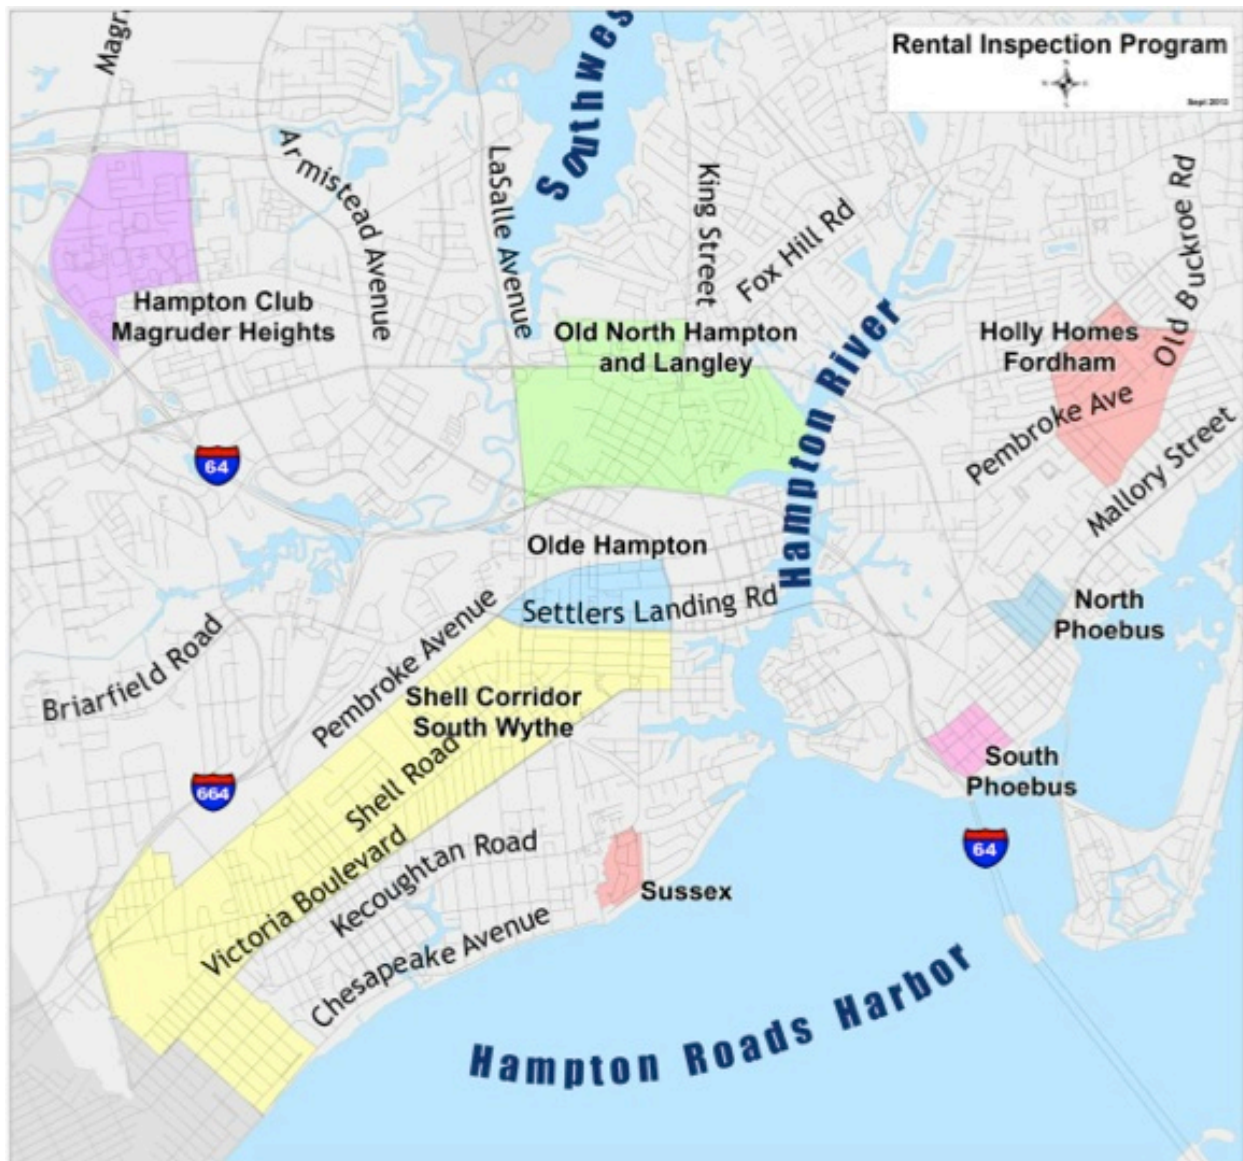 Rental Inspection Program
Sept 2013
Magru
Southwes
Armistead Avenue
LaSalle Avenue
King Street
Fox Hill Rd
Old Buckroe Rd
Hampton Club
Magruder Heights
Old North Hampton
and Langley
Hampton River
Holly Homes
Fordham
Pembroke Ave
Mallory Street
64
Olde Hampton
Settlers Landing Rd
North
Phoebus
Briarfield Road
Pembroke Avenue
Shell Corridor
South Wythe
Shell Road
664
South
Phoebus
64
Victoria Boulevard
Kecoughtan Road
Sussex
Chesapeake Avenue
Hampton Roads Harbor